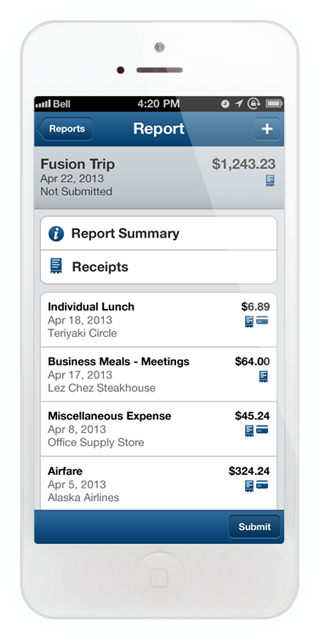 Bell 4:20 PM
Reports Report +
Fusion Trip $1,243.23
Apr 22, 2013
Not Submitted
Report Summary
Receipts
Individual Lunch $6.89
Apr 18, 2013
Teriyaki Circle
Business Meals - Meetings $64.00
Apr 17, 2013
Lez Chez Steakhouse
Miscellaneous Expense $45.24
Apr 8, 2013
Office Supply Store
Airfare $324.24
Apr 5, 2013
Alaska Airlines
Submit